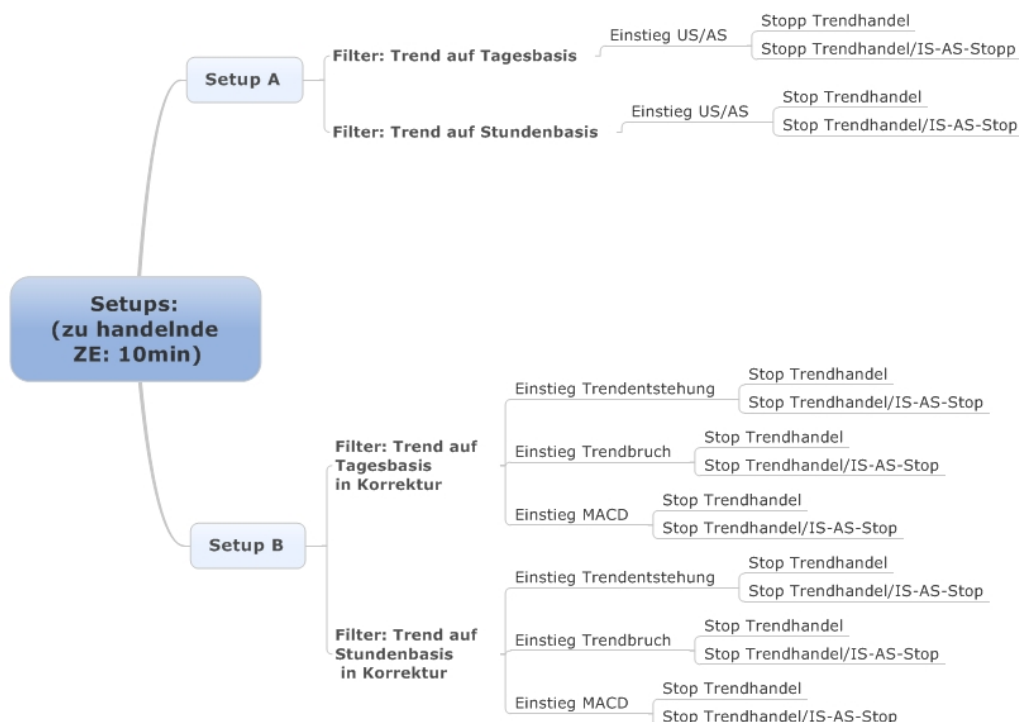 Setups:
(zu handelnde
ZE: 10min)
Setup A
Filter: Trend auf Tagesbasis
Einstieg US/AS
Stopp Trendhandel
Stopp Trendhandel/IS-AS-Stopp
Filter: Trend auf Stundenbasis
Einstieg US/AS
Stop Trendhandel
Stop Trendhandel/IS-AS-Stop
Setup B
Filter: Trend auf
Tagesbasis
in Korrektur
Einstieg Trendentstehung
Stop Trendhandel
Stop Trendhandel/IS-AS-Stop
Einstieg Trendbruch
Stop Trendhandel
Stop Trendhandel/IS-AS-Stop
Einstieg MACD
Stop Trendhandel
Stop Trendhandel/IS-AS-Stop
Filter: Trend auf
Stundenbasis
in Korrektur
Einstieg Trendentstehung
Stop Trendhandel
Stop Trendhandel/IS-AS-Stop
Einstieg Trendbruch
Stop Trendhandel
Stop Trendhandel/IS-AS-Stop
Einstieg MACD
Stop Trendhandel
Stop Trendhandel/IS-AS-Stop